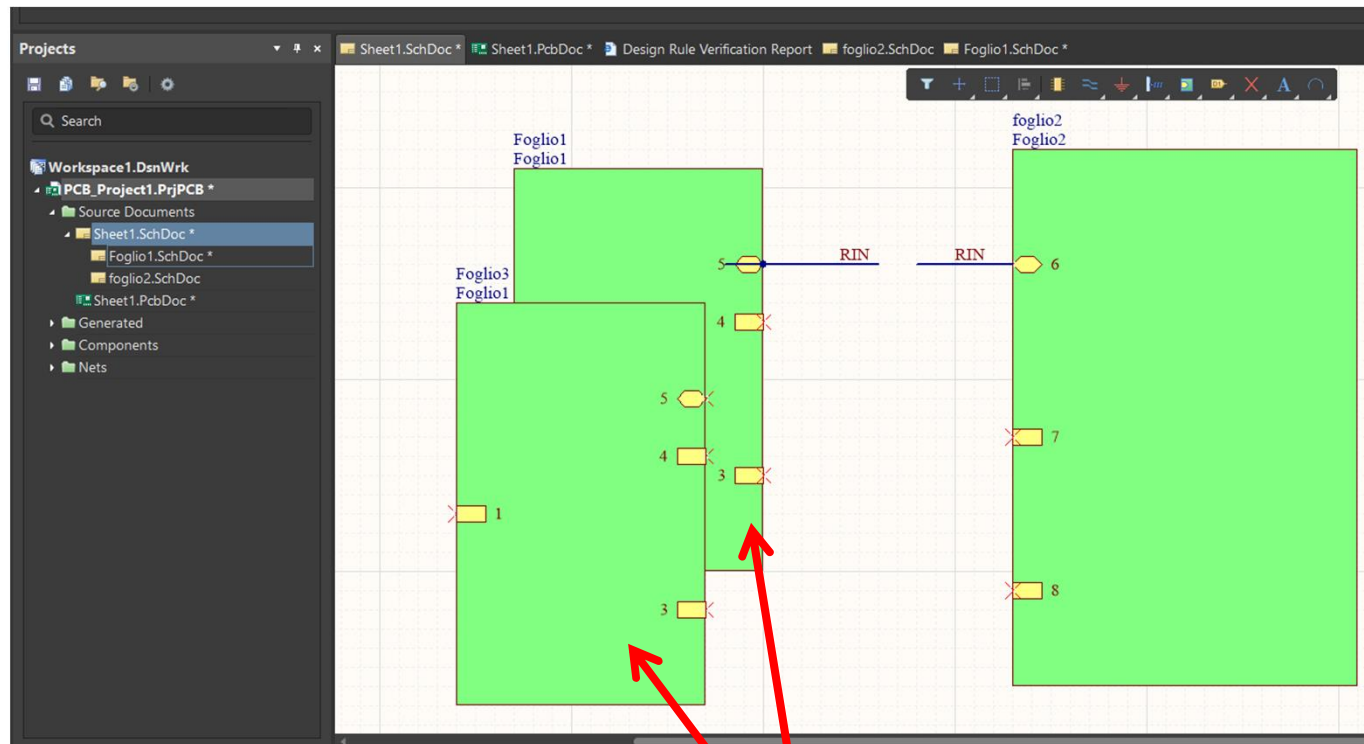 Projects
Sheet1.SchDoc * Sheet1.PcbDoc * Design Rule Verification Report foglio2.SchDoc Foglio1.SchDoc *
Search
Workspace1.DsnWrk
PCB_Project1.PrjPCB *
Source Documents
Sheet1.SchDoc *
Foglio1.SchDoc *
foglio2.SchDoc
Sheet1.PcbDoc *
Generated
Components
Nets
A
Foglio1
Foglio1
foglio2
Foglio2
5
RIN
RIN
6
Foglio3
Foglio1
4
5
7
4
3
1
8
3